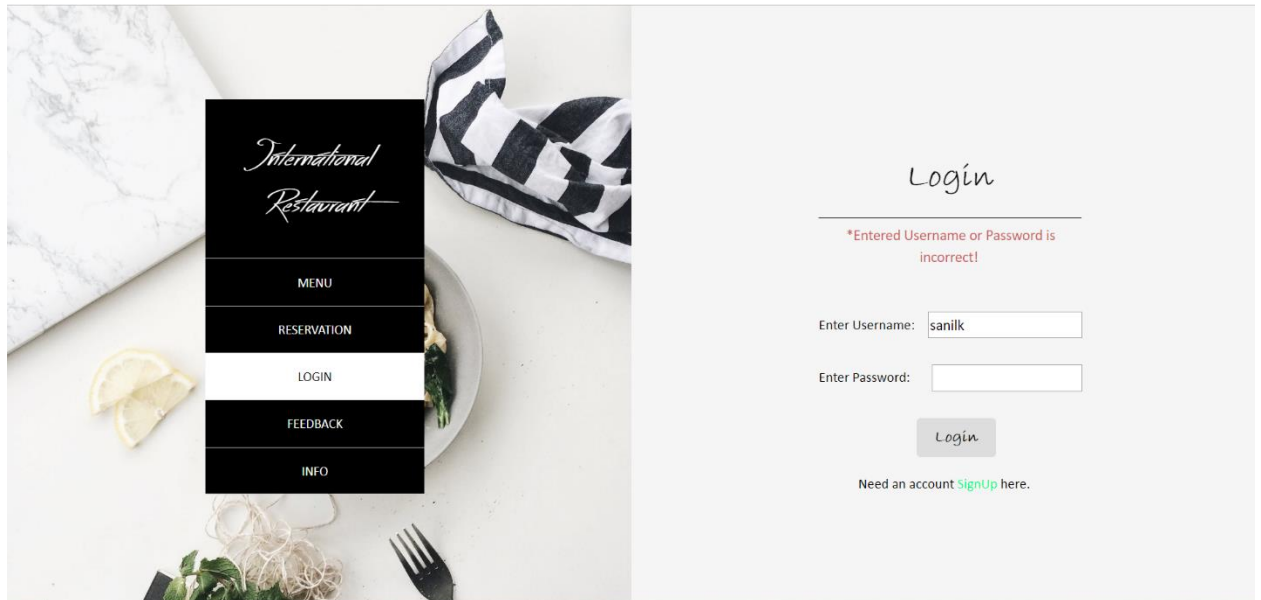 International
Restaurant
MENU
RESERVATION
LOGIN
FEEDBACK
INFO
Login
*Entered Username or Password is
incorrect!
Enter Username: sanilk
Enter Password:
Login
Need an account SignUp here.